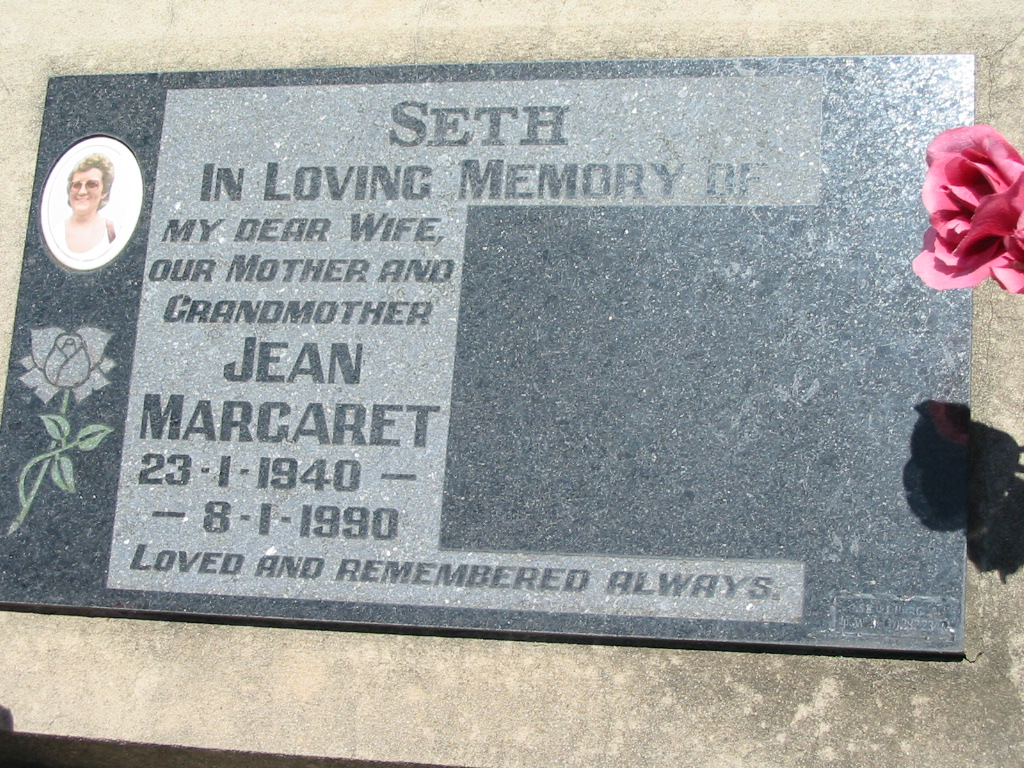 SETH
IN LOVING MEMORY OF
MY DEAR WIFE,
OUR MOTHER AND
GRANDMOTHER
JEAN
MARGARET
23-1-1940 -
- 8-1-1990
LOVED AND REMEMBERED ALWAYS.